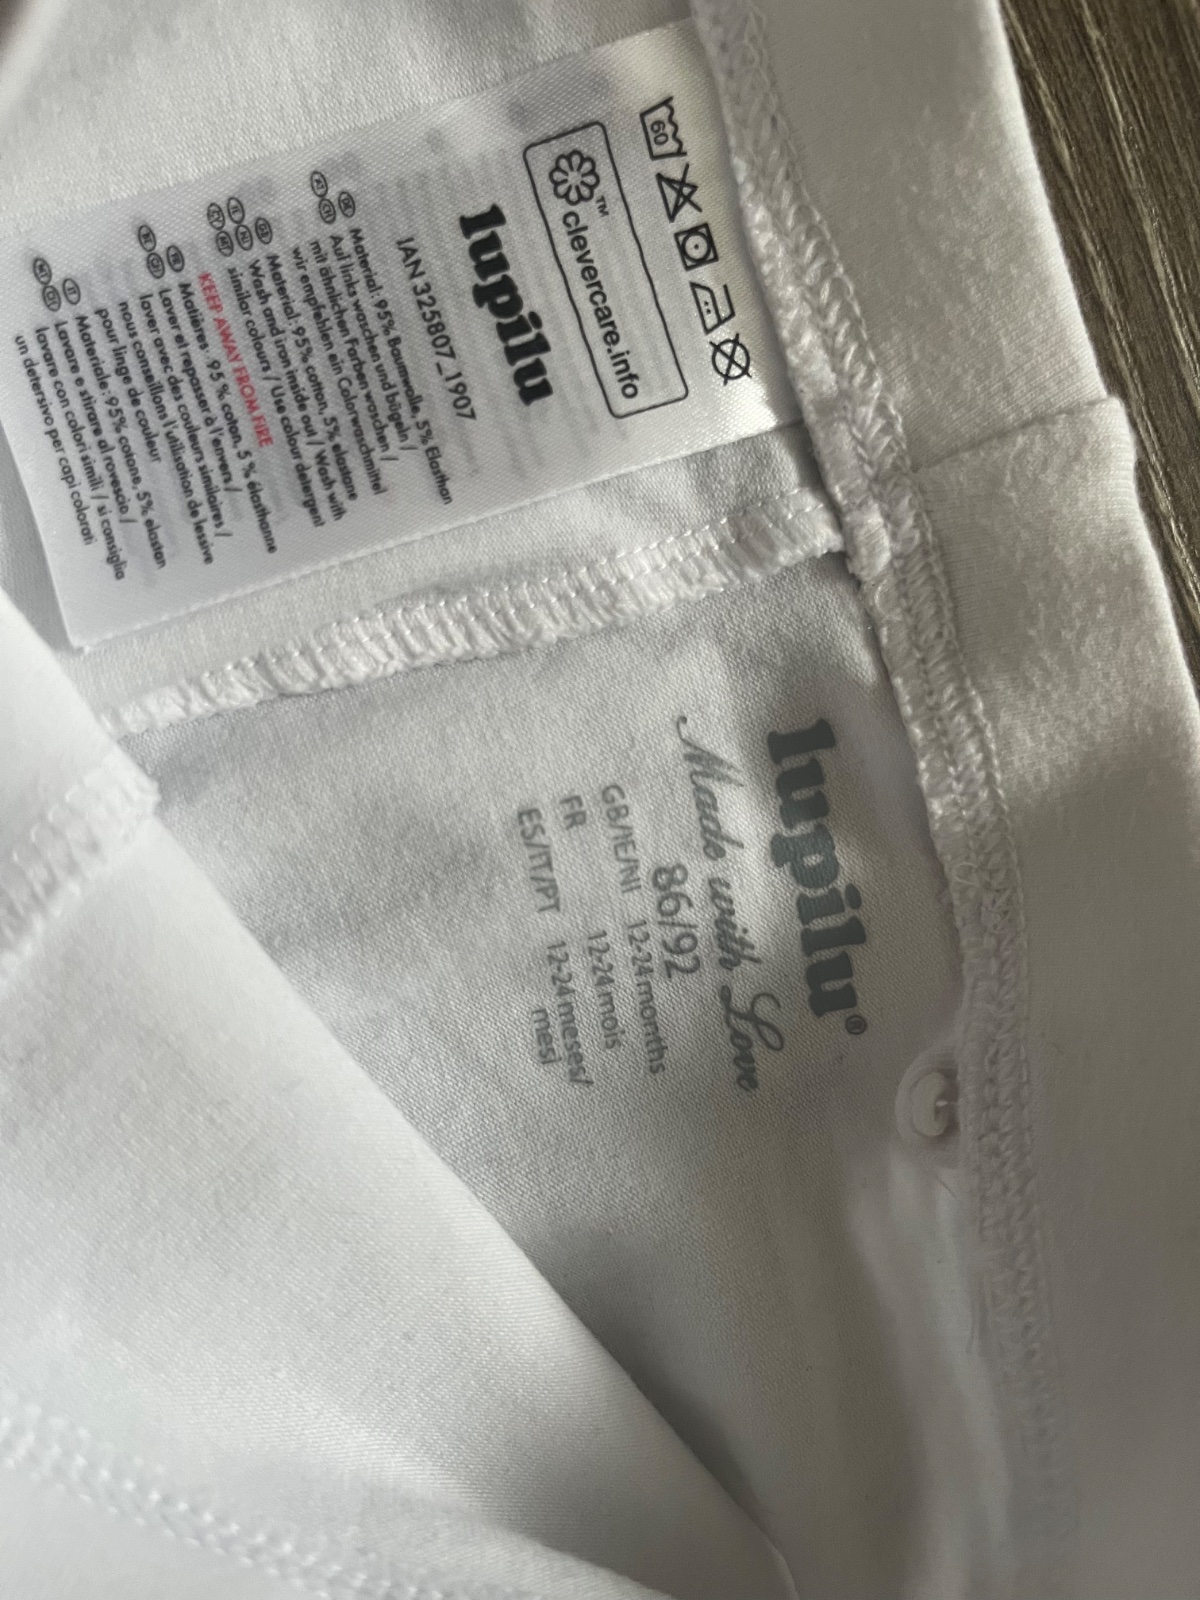 60
clevercare.info™
lupilu
IAN 325807_1907
DE Material: 95% Baumwolle, 5% Elasthan
Auf links waschen und bügeln /
mit ähnlichen Farben waschen /
wir empfehlen ein Colorwaschmittel
GB Material: 95% cotton, 5% elastane
Wash and iron inside out / Wash with
similar colours / Use colour detergent
KEEP AWAY FROM FIRE
FR Matières : 95 % coton, 5 % élasthanne
Laver et repasser à l'envers /
laver avec des couleurs similaires /
nous conseillons l'utilisation de lessive
pour linge de couleur
IT Materiale: 95% cotone, 5% elastan
Lavare e stirare al rovescio /
lavare con colori simili / si consiglia
un detersivo per capi colorati
lupilu®
Made with Love
86/92
GB/IE/NI 12-24 months
FR 12-24 mois
ES/IT/PT 12-24 meses/
mesi